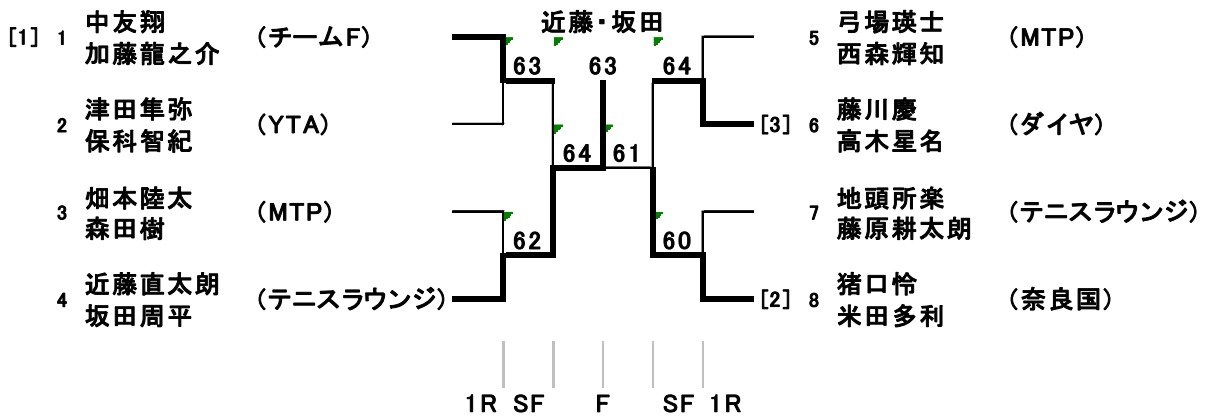 近藤・坂田
[1] 1 中友翔
加藤龍之介
(チームF)
2 津田隼弥
保科智紀
(YTA)
3 畑本陸太
森田樹
(MTP)
4 近藤直太朗
坂田周平
(テニスラウンジ)
63 63 64
64 61
62 60
5 弓場瑛士
西森輝知
(MTP)
[3] 6 藤川慶
高木星名
(ダイヤ)
7 地頭所楽
藤原耕太朗
(テニスラウンジ)
[2] 8 猪口怜
米田多利
(奈良国)
1R SF F SF 1R